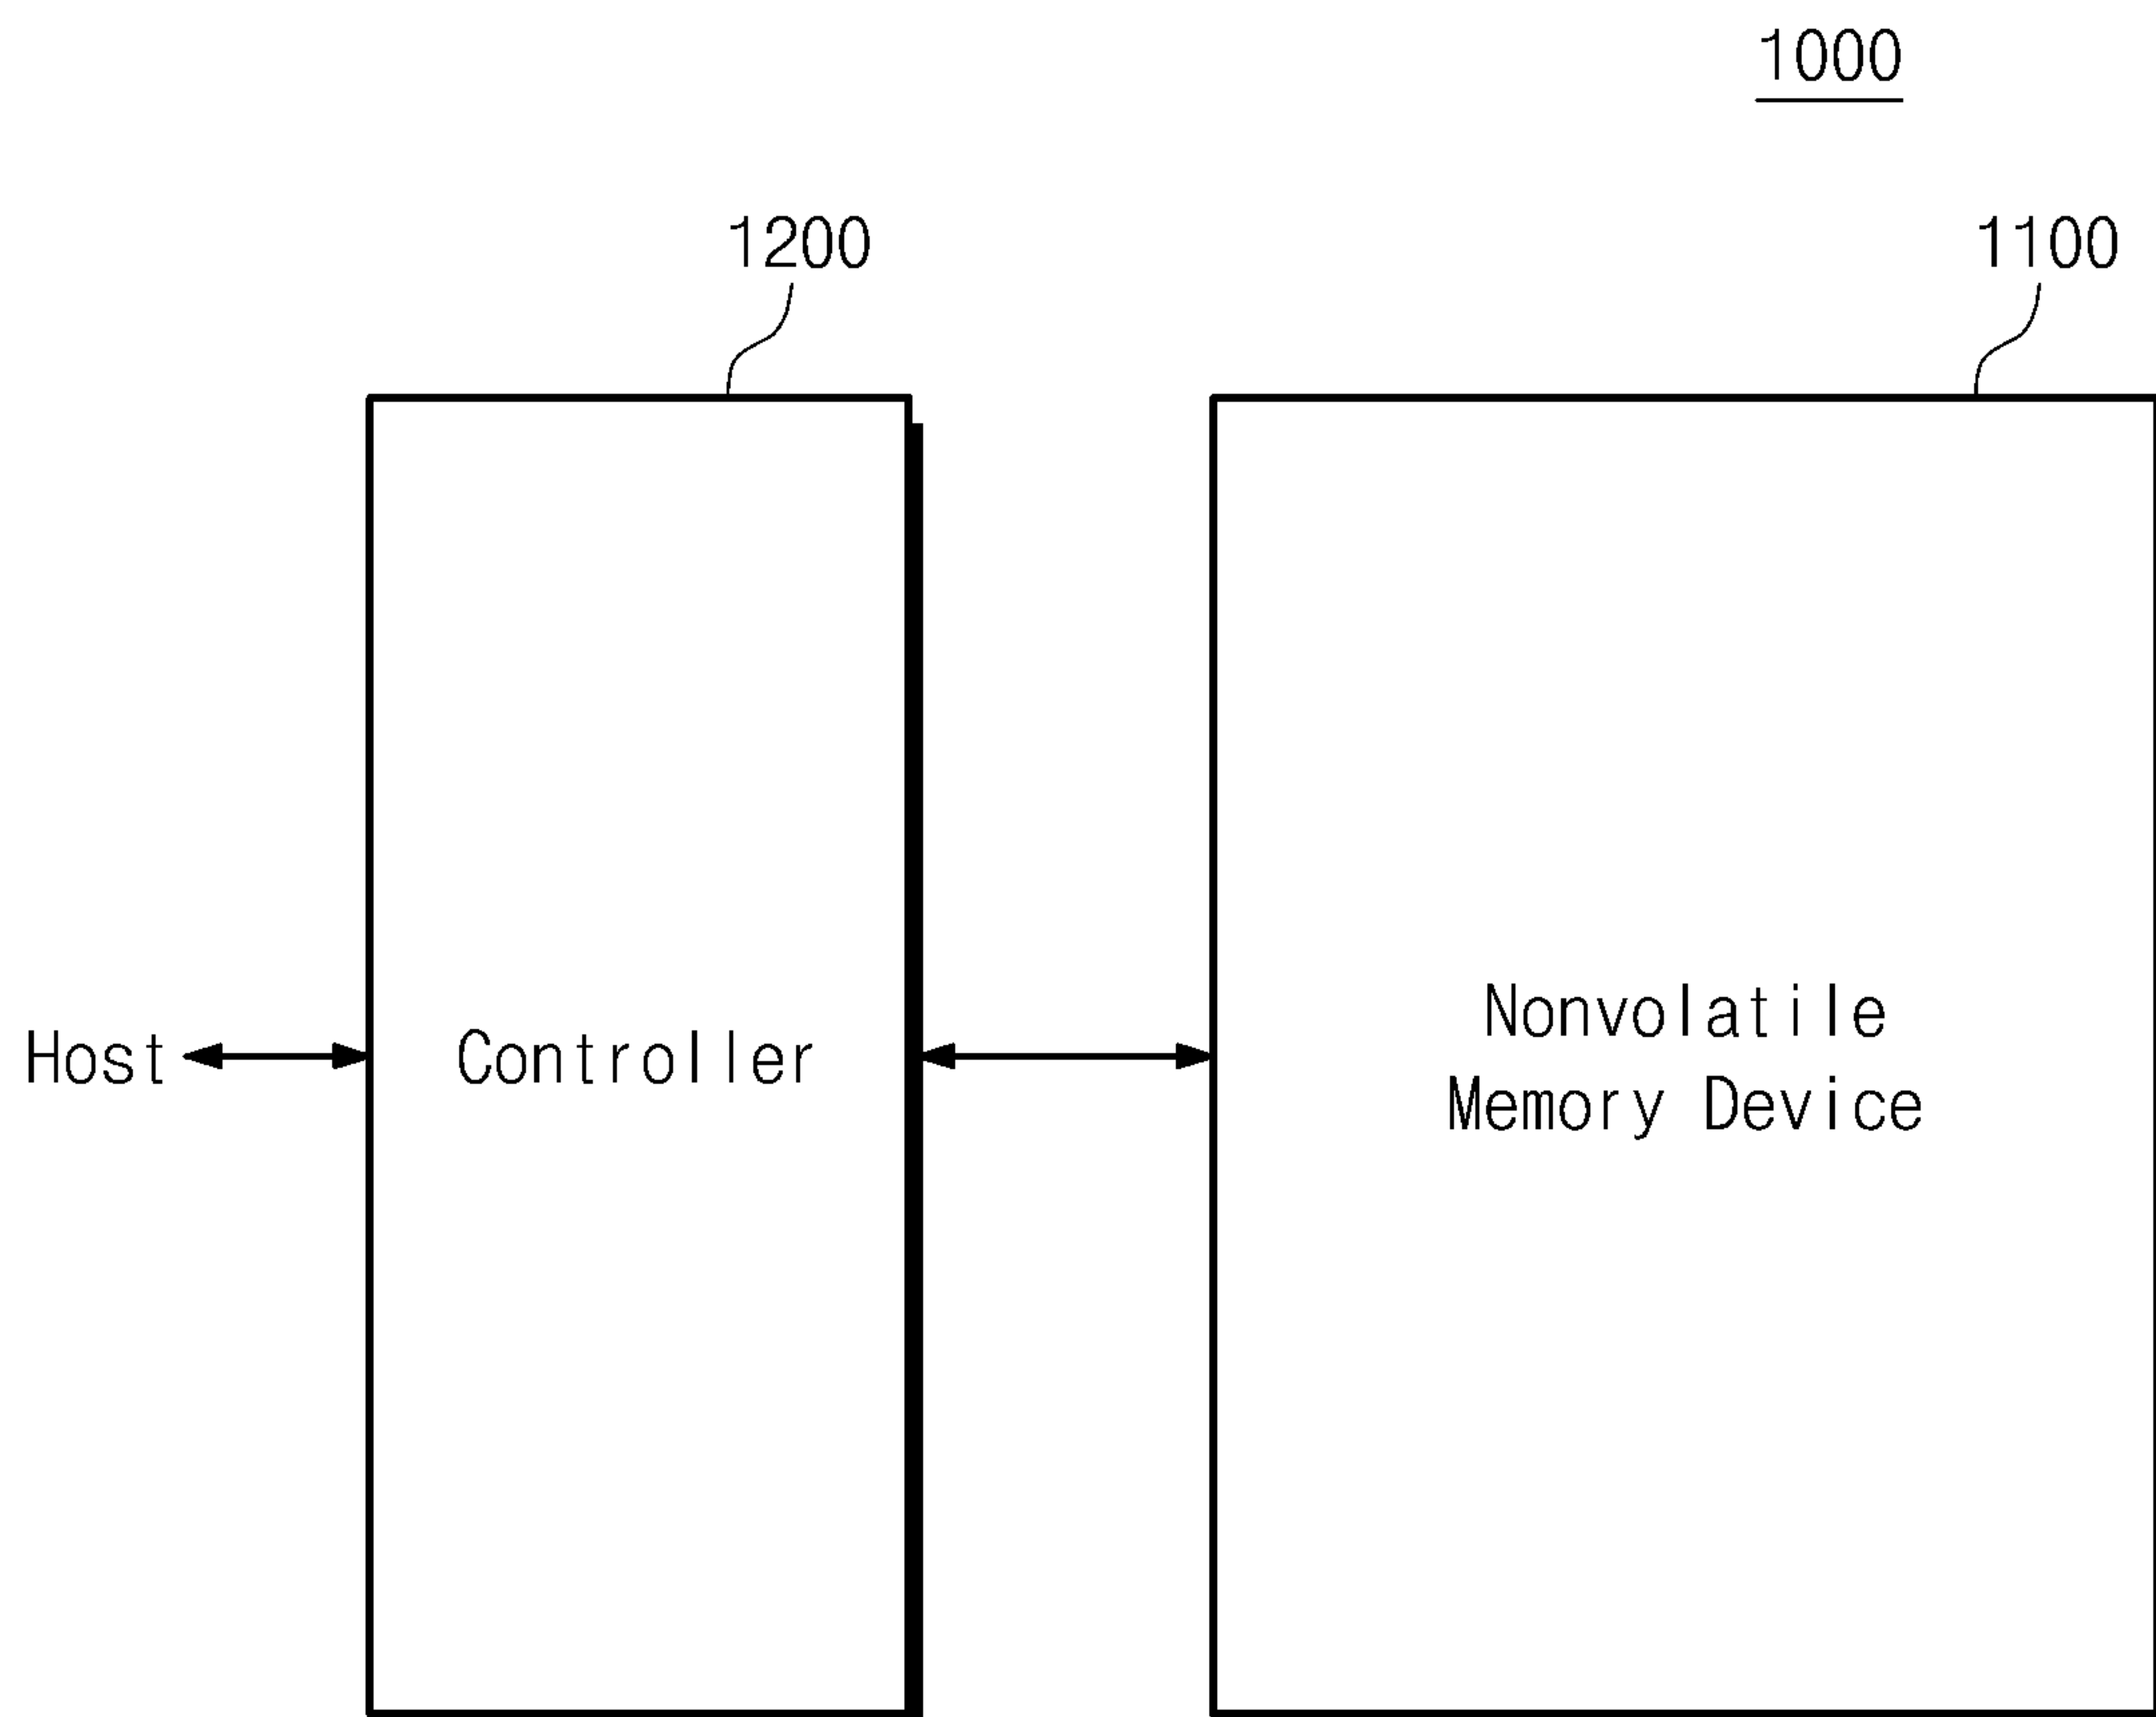 1000
1200
1100
Host
Controller
Nonvolatile
Memory Device